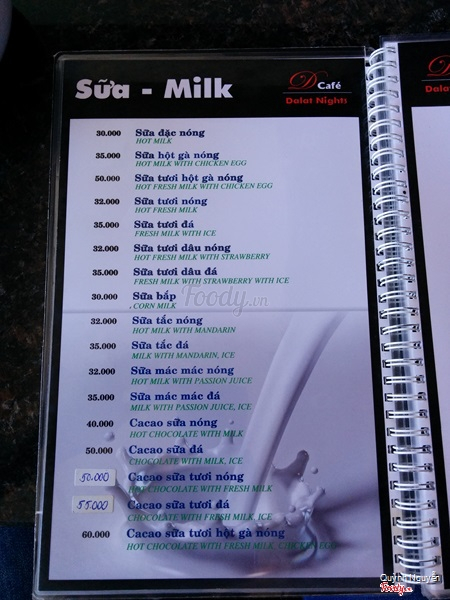 Sữa - Milk
D Café
Dalat Nights
30.000 Sữa đặc nóng
HOT MILK
35.000 Sữa hột gà nóng
HOT MILK WITH CHICKEN EGG
50.000 Sữa tươi hột gà nóng
HOT FRESH MILK WITH CHICKEN EGG
32.000 Sữa tươi nóng
HOT FRESH MILK
35.000 Sữa tươi đá
FRESH MILK WITH ICE
32.000 Sữa tươi dâu nóng
HOT FRESH MILK WITH STRAWBERRY
35.000 Sữa tươi dâu đá
FRESH MILK WITH STRAWBERRY WITH ICE
30.000 Sữa bắp
CORN MILK
Foody.vn
32.000 Sữa tắc nóng
HOT MILK WITH MANDARIN
35.000 Sữa tắc đá
MILK WITH MANDARIN, ICE
32.000 Sữa mác mác nóng
HOT MILK WITH PASSION JUICE
35.000 Sữa mác mác đá
MILK WITH PASSION JUICE, ICE
40.000 Cacao sữa nóng
HOT CHOCOLATE WITH MILK
50.000 Cacao sữa đá
CHOCOLATE WITH MILK, ICE
50.000 Cacao sữa tươi nóng
HOT CHOCOLATE WITH FRESH MILK
55.000 Cacao sữa tươi đá
CHOCOLATE WITH FRESH MILK, ICE
60.000 Cacao sữa tươi hột gà nóng
HOT CHOCOLATE WITH FRESH MILK, CHICKEN EGG
Quỳnh Nguyễn
Foody.vn